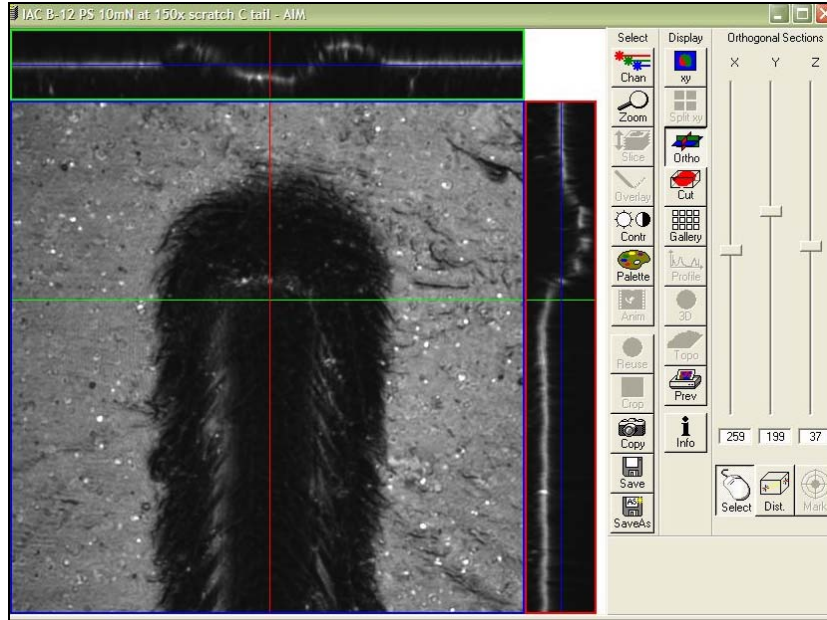 IAC B-12 PS 10mN at 150x scratch C tail - AIM
Select
Chan
Zoom
Slice
Overlay
Contr
Palette
Anim
Reuse
Crop
Copy
Save
AS
SaveAs
Display
xy
Split xy
Ortho
Cut
Gallery
Profile
3D
Topo
Prev
i
Info
Orthogonal Sections
X Y Z
259 199 37
Select Dist. Mark